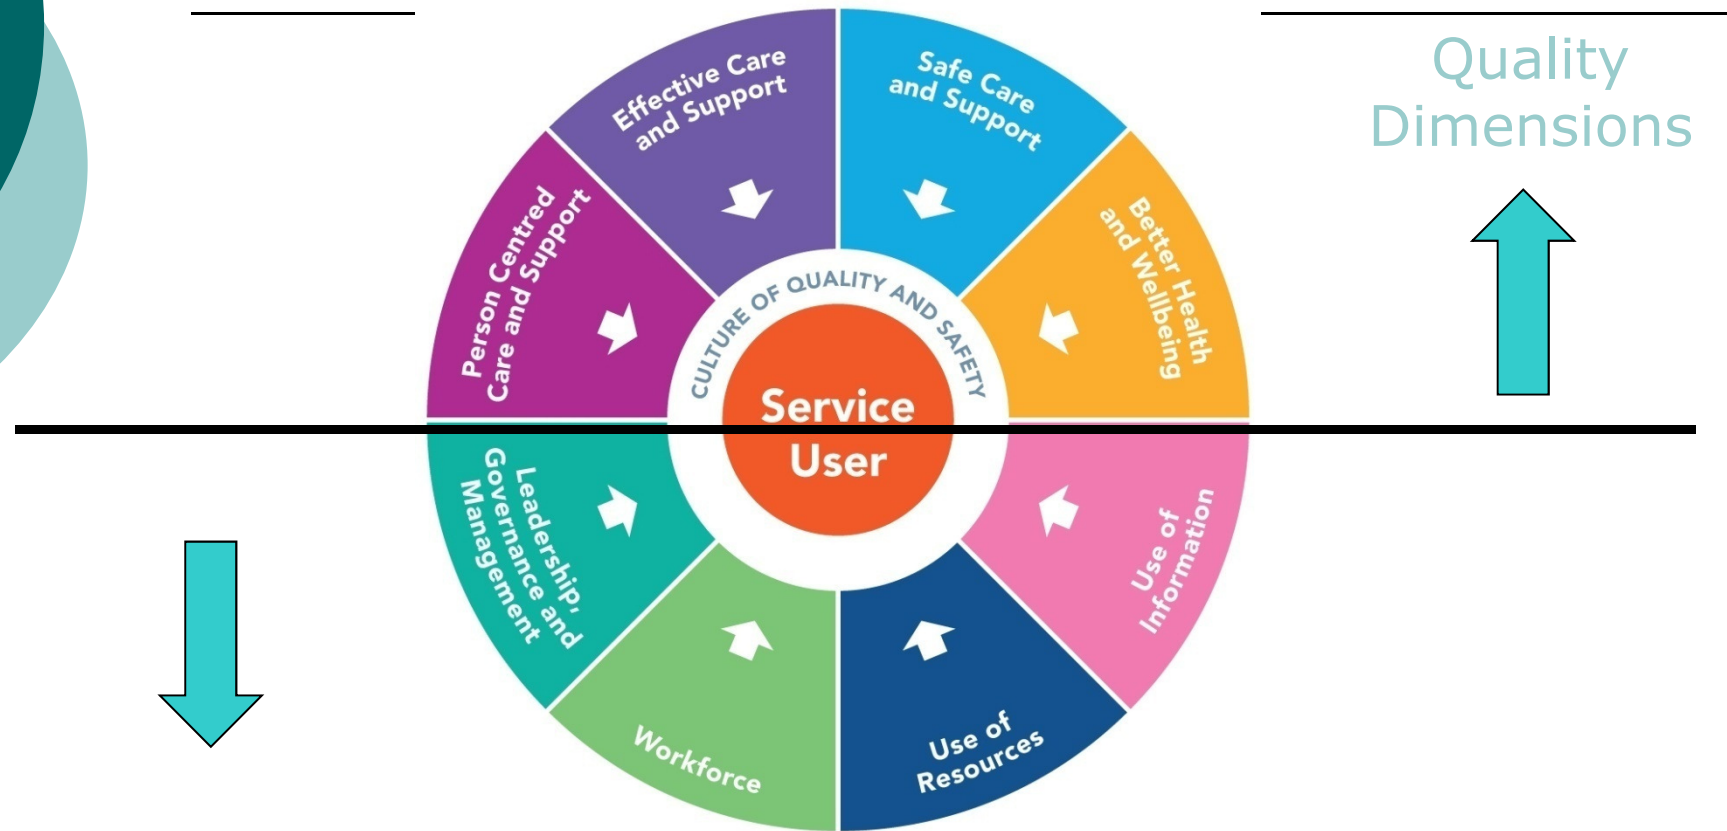 Quality
Dimensions
Effective Care
and Support
Safe Care
and Support
Person Centred
Care and Support
Better Health
and Wellbeing
CULTURE OF QUALITY AND SAFETY
Service
User
Leadership,
Governance and
Management
Use of
Information
Workforce
Use of
Resources